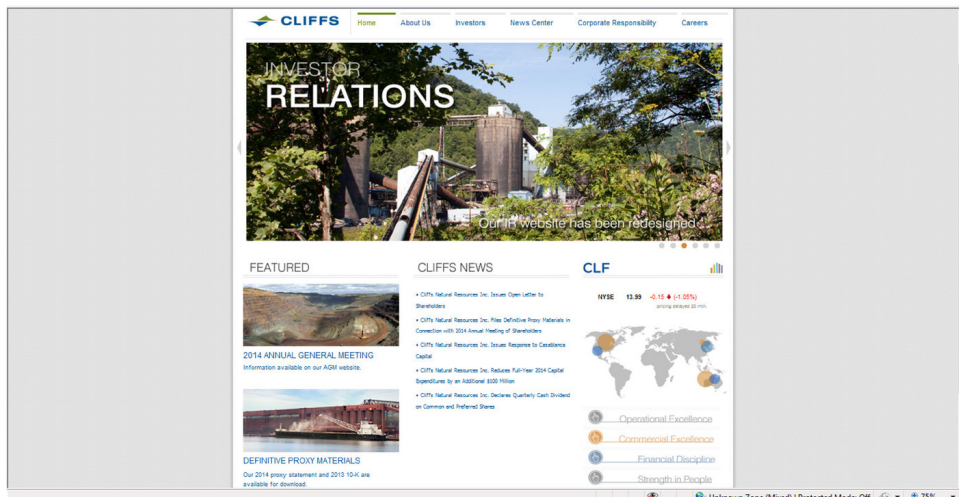 CLIFFS
Home
About Us
Investors
News Center
Corporate Responsibility
Careers
INVESTOR
RELATIONS
Our IR website has been redesigned...
FEATURED
2014 ANNUAL GENERAL MEETING
Information available on our AGM website.
DEFINITIVE PROXY MATERIALS
Our 2014 proxy statement and 2013 10-K are
available for download.
CLIFFS NEWS
• Cliffs Natural Resources Inc. Issues Open Letter to
Shareholders
• Cliffs Natural Resources Inc. Files Definitive Proxy Materials in
Connection with 2014 Annual Meeting of Shareholders
• Cliffs Natural Resources Inc. Issues Response to Casablanca
Capital
• Cliffs Natural Resources Inc. Reduces Full-Year 2014 Capital
Expenditures by an Additional $100 Million
• Cliffs Natural Resources Inc. Declares Quarterly Cash Dividend
on Common and Preferred Shares
CLF
NYSE 13.99 -0.15 (-1.05%)
pricing delayed 20 min.
Operational Excellence
Commercial Excellence
Financial Discipline
Strength in People
Unknown Zone (Mixed) | Protected Mode: Off
75%